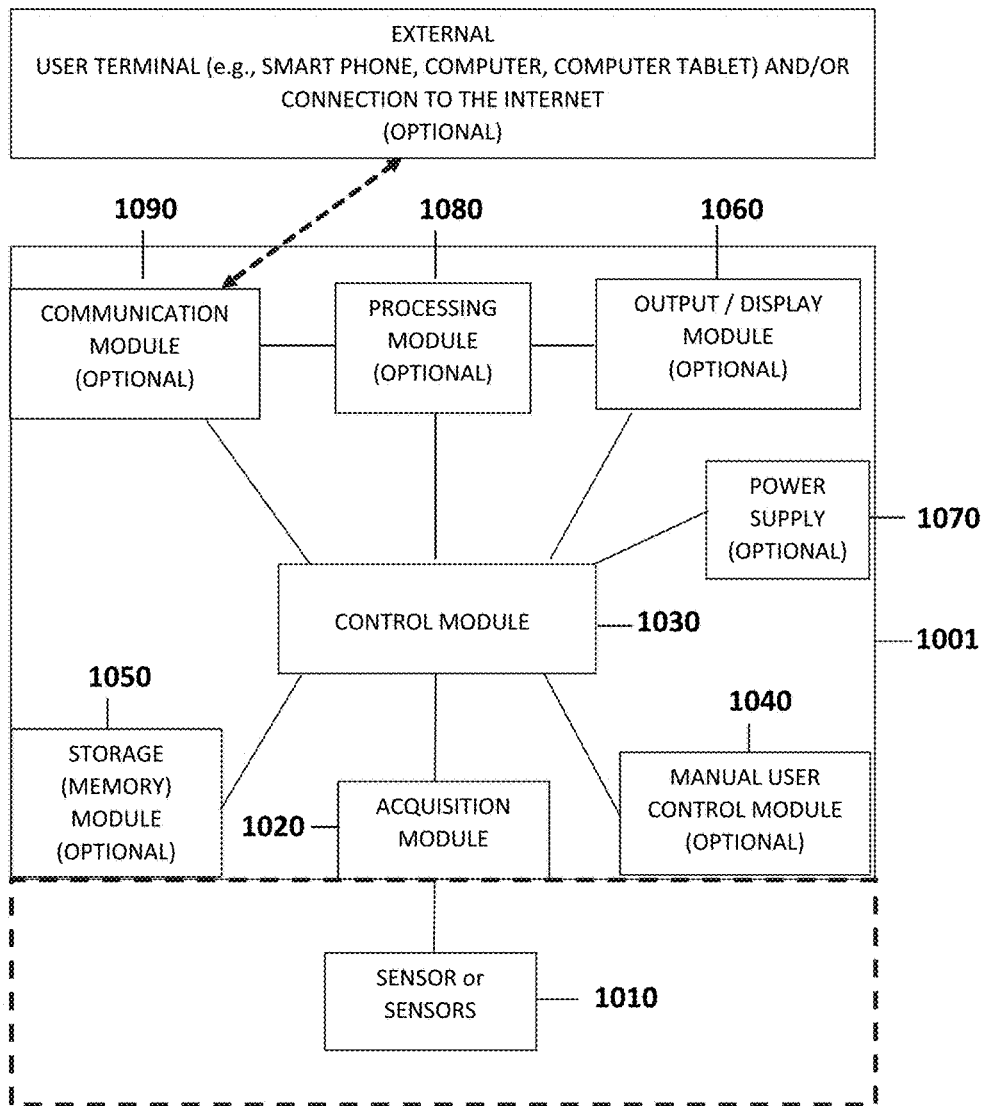 EXTERNAL
USER TERMINAL (e.g., SMART PHONE, COMPUTER, COMPUTER TABLET) AND/OR
CONNECTION TO THE INTERNET
(OPTIONAL)
1090
1080
1060
COMMUNICATION
MODULE
(OPTIONAL)
PROCESSING
MODULE
(OPTIONAL)
OUTPUT / DISPLAY
MODULE
(OPTIONAL)
POWER
SUPPLY
(OPTIONAL)
1070
CONTROL MODULE
1030
1001
1050
STORAGE
(MEMORY)
MODULE
(OPTIONAL)
1020
ACQUISITION
MODULE
1040
MANUAL USER
CONTROL MODULE
(OPTIONAL)
SENSOR or
SENSORS
1010